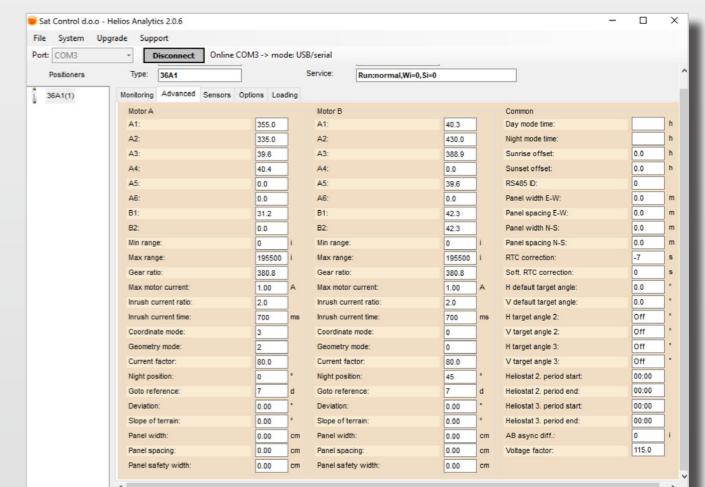 Sat Control d.o.o - Helios Analytics 2.0.6
File System Upgrade Support
Port: COM3 Disconnect Online COM3 -> mode: USB/serial
Positioners Type: 36A1 Service: Run:normal,Wi=0,Si=0
36A1(1) Monitoring Advanced Sensors Options Loading
Motor A Motor B Common
A1: 355.0 A1: 40.3 Day mode time: h
A2: 335.0 A2: 430.0 Night mode time: h
A3: 39.6 A3: 388.9 Sunrise offset: 0.0 h
A4: 40.4 A4: 0.0 Sunset offset: 0.0 h
A5: 0.0 A5: 39.6 RS485 ID: 0
A6: 0.0 A6: 0.0 Panel width E-W: 0.0 m
B1: 31.2 B1: 42.3 Panel spacing E-W: 0.0 m
B2: 0.0 B2: 42.3 Panel width N-S: 0.0 m
Min range: 0 i Min range: 0 i Panel spacing N-S: 0.0 m
Max range: 195500 i Max range: 195500 i RTC correction: -7 s
Gear ratio: 380.8 Gear ratio: 380.8 Soft. RTC correction: 0 s
Max motor current: 1.00 A Max motor current: 1.00 A H default target angle: 0.0 °
Inrush current ratio: 2.0 Inrush current ratio: 2.0 V default target angle: 0.0 °
Inrush current time: 700 ms Inrush current time: 700 ms H target angle 2: Off °
Coordinate mode: 3 Coordinate mode: 0 V target angle 2: Off °
Geometry mode: 2 Geometry mode: 0 H target angle 3: Off °
Current factor: 80.0 Current factor: 80.0 V target angle 3: Off °
Night position: 0 ° Night position: 45 ° Heliostat 2. period start: 00:00
Goto reference: 7 d Goto reference: 7 d Heliostat 2. period end: 00:00
Deviation: 0.00 ° Deviation: 0.00 ° Heliostat 3. period start: 00:00
Slope of terrain: 0.00 ° Slope of terrain: 0.00 ° Heliostat 3. period end: 00:00
Panel width: 0.00 cm Panel width: 0.00 cm AB async diff.: 0 i
Panel spacing: 0.00 cm Panel spacing: 0.00 cm Voltage factor: 115.0
Panel safety width: 0.00 cm Panel safety width: 0.00 cm